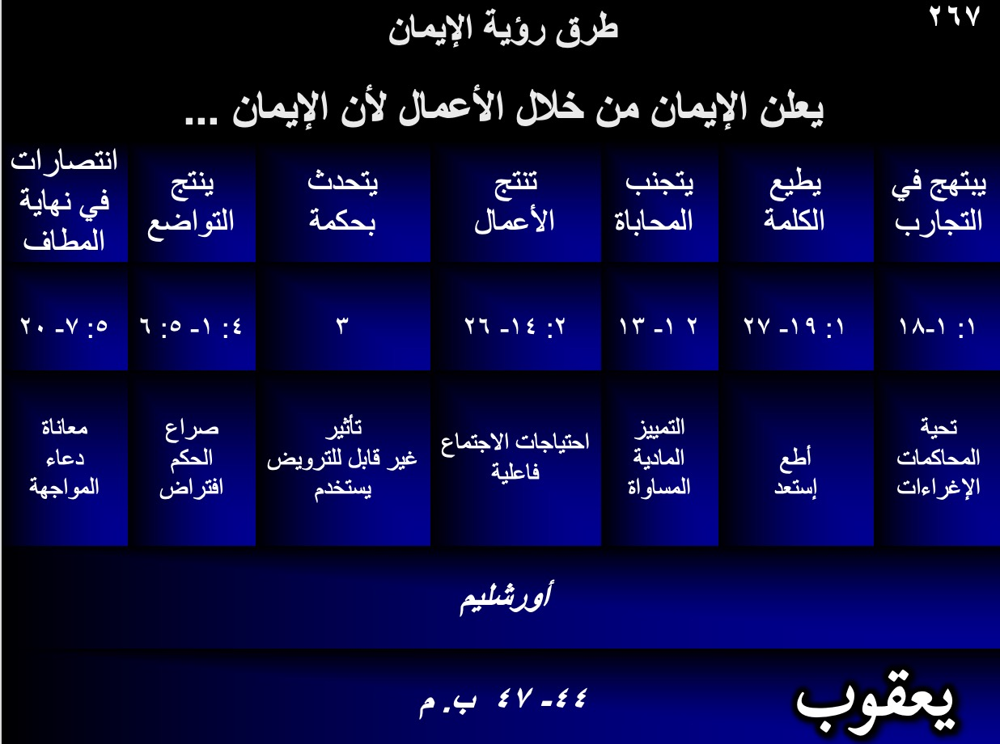 ٢٦٧
طرق رؤية الإيمان
يعلن الإيمان من خلال الأعمال لأن الإيمان ...
يبتهج في
التجارب
يطيع
الكلمة
يتجنب
المحاباة
تنتج
الأعمال
يتحدث
بحكمة
ينتج
التواضع
انتصارات
في نهاية
المطاف
١: ١-١٨
١: ١٩- ٢٧
٢ ١- ١٣
٢: ١٤- ٢٦
٣
٤: ١- ٥: ٦
٥: ٧- ٢٠
تحية
المحاكمات
الإغراءات
أطع
إستعد
التمييز
المادية
المساواة
احتياجات الاجتماع
فاعلية
تأثير
غير قابل للترويض
يستخدم
صراع
الحكم
افتراض
معاناة
دعاء
المواجهة
أورشليم
يعقوب
٤٤- ٤٧ ب. م